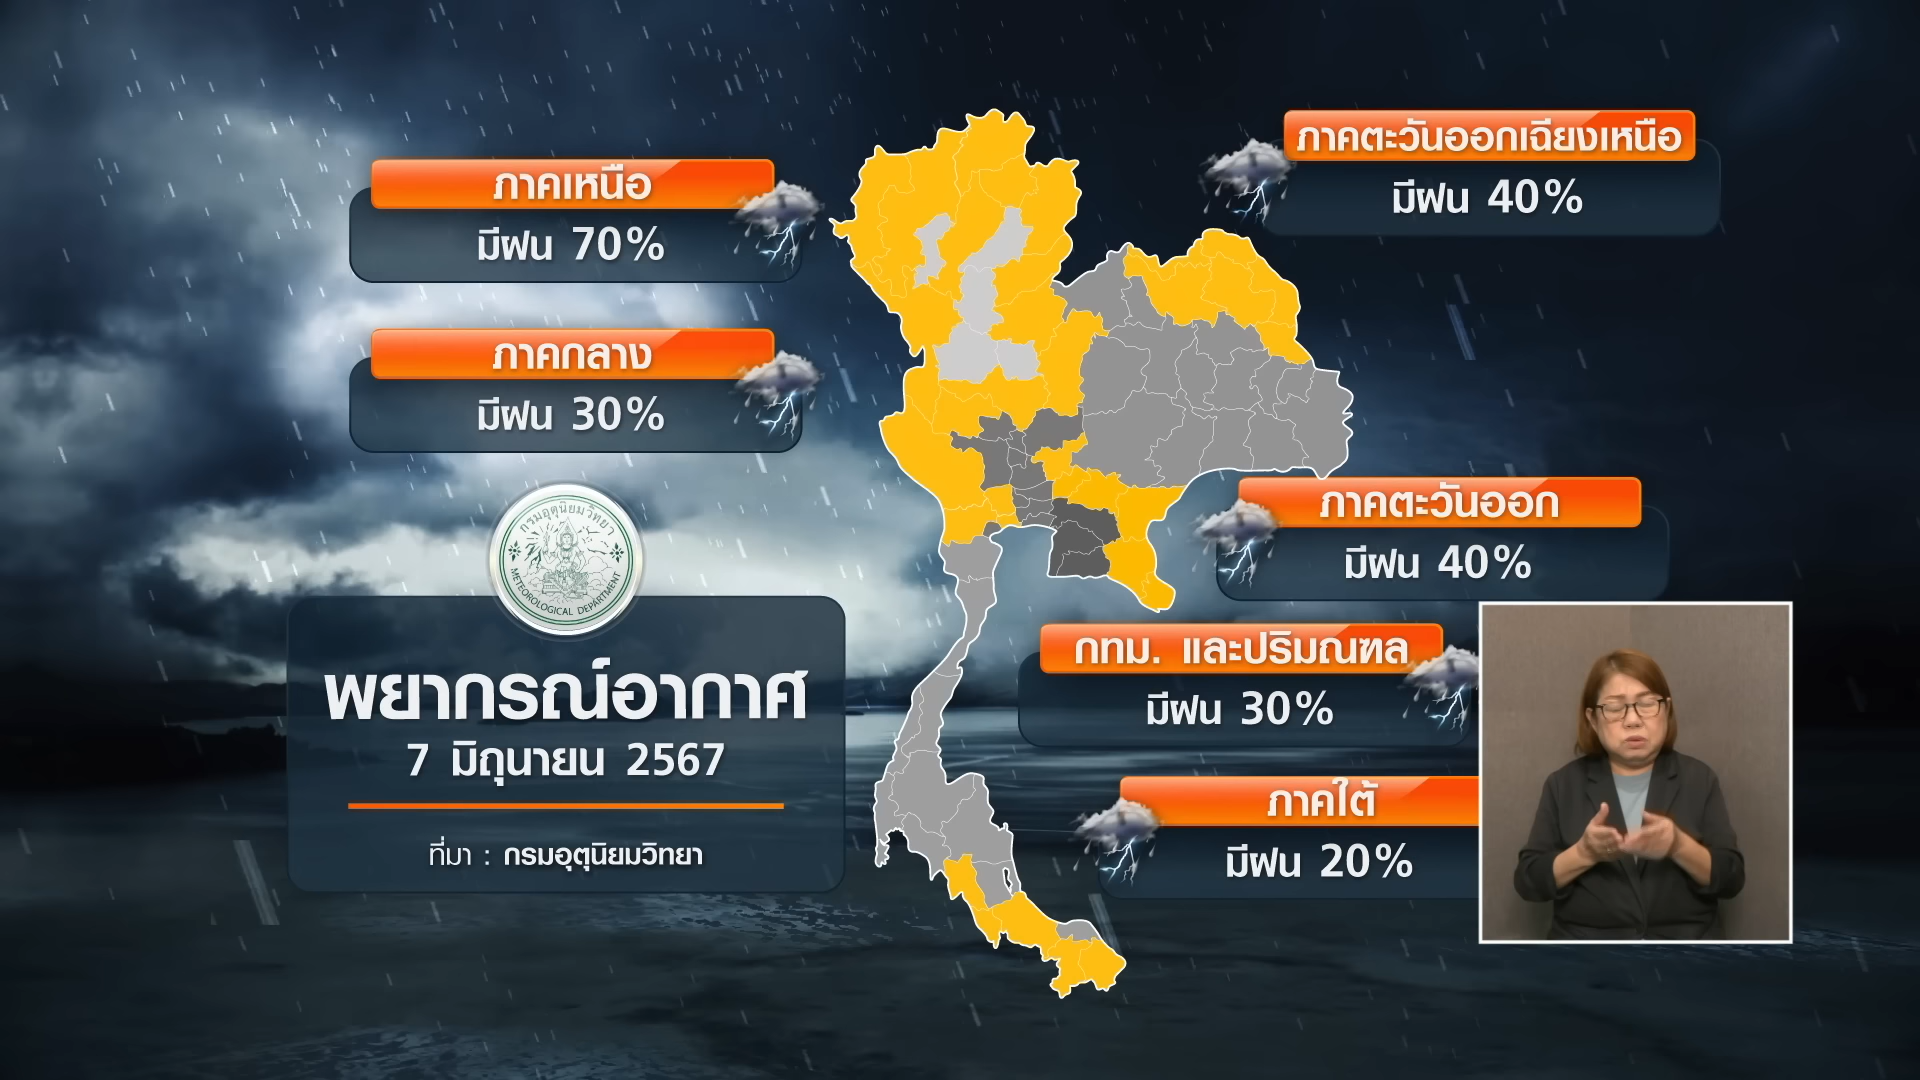 ภาคเหนือ
มีฝน 70%
ภาคกลาง
มีฝน 30%
กรมอุตุนิยมวิทยา
METEOROLOGICAL DEPARTMENT
พยากรณ์อากาศ
7 มิถุนายน 2567
ที่มา : กรมอุตุนิยมวิทยา
ภาคตะวันออกเฉียงเหนือ
มีฝน 40%
ภาคตะวันออก
มีฝน 40%
กทม. และปริมณฑล
มีฝน 30%
ภาคใต้
มีฝน 20%